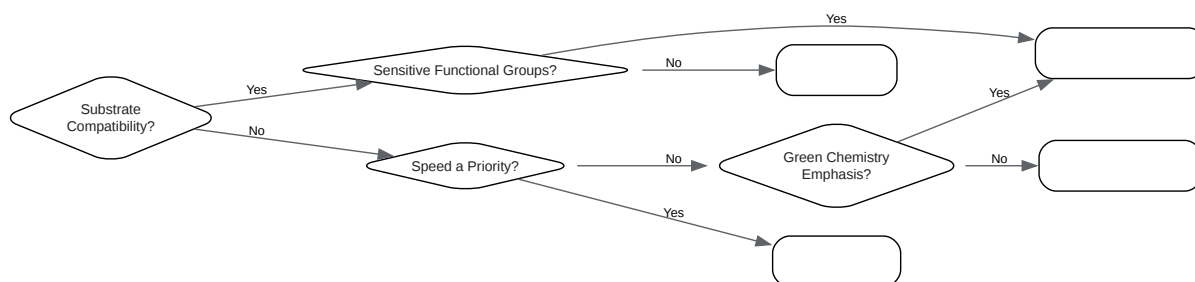 Yes
Sensitive Functional Groups?
No
Yes
Substrate
Compatibility?
Yes
No
Speed a Priority?
No
Green Chemistry
Emphasis?
No
Yes